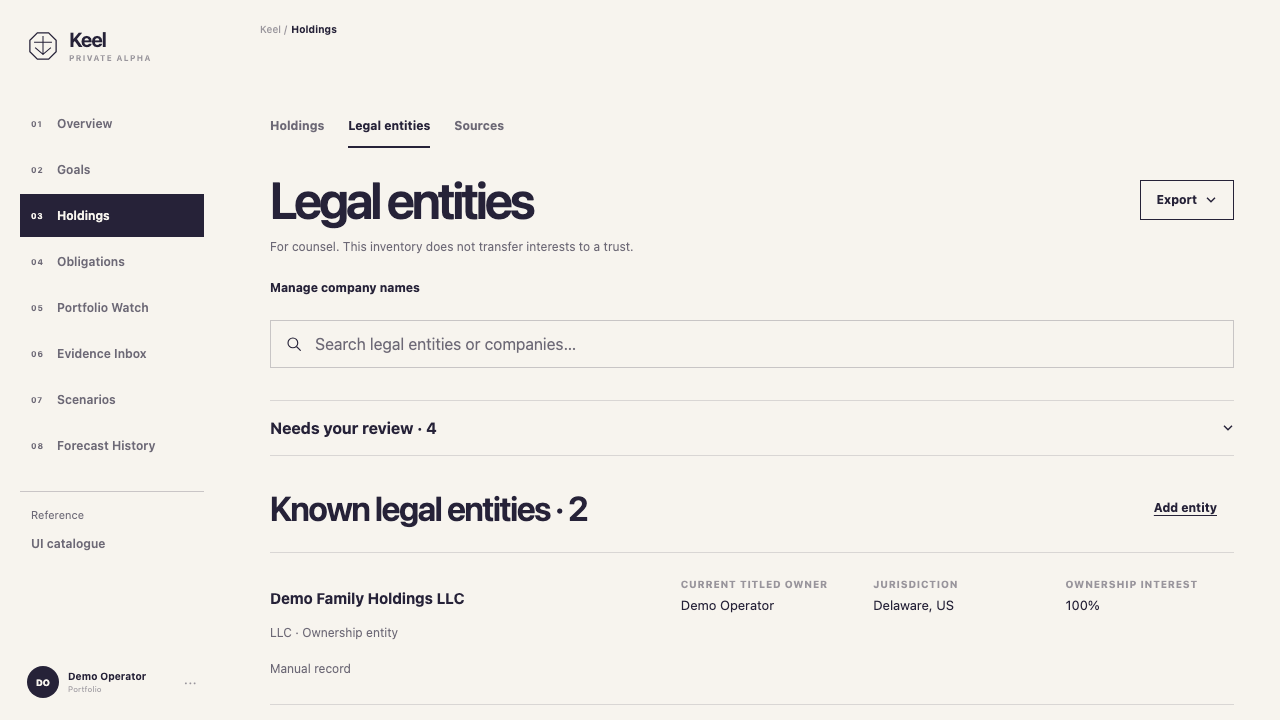 Keel
PRIVATE ALPHA
01 Overview
02 Goals
03 Holdings
04 Obligations
05 Portfolio Watch
06 Evidence Inbox
07 Scenarios
08 Forecast History
Reference
UI catalogue
DO
Demo Operator
Portfolio
...
Keel / Holdings
Holdings Legal entities Sources
Legal entities
Export
For counsel. This inventory does not transfer interests to a trust.
Manage company names
Search legal entities or companies...
Needs your review · 4
Known legal entities · 2
Add entity
Demo Family Holdings LLC
LLC · Ownership entity
Manual record
CURRENT TITLED OWNER
Demo Operator
JURISDICTION
Delaware, US
OWNERSHIP INTEREST
100%